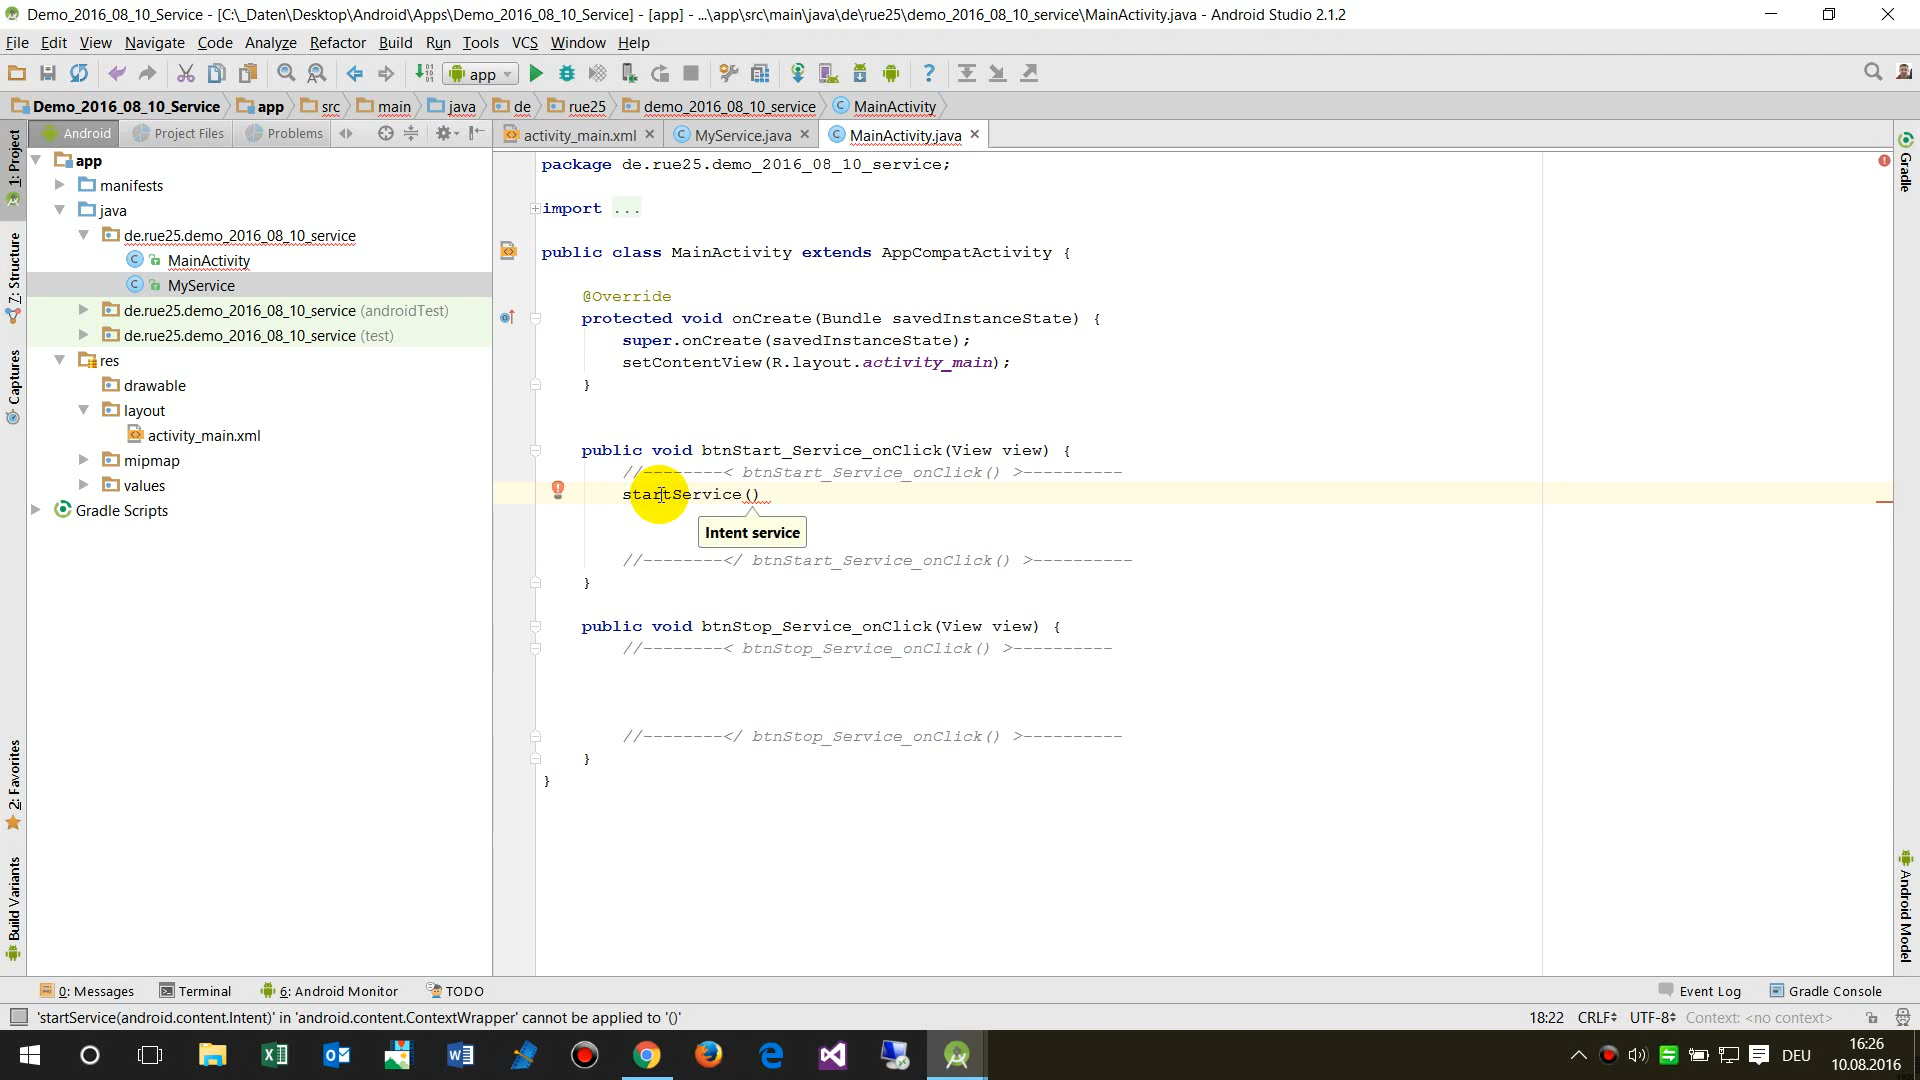 Demo_2016_08_10_Service - [C:\_Daten\Desktop\Android\Apps\Demo_2016_08_10_Service] - [app] - ...\app\src\main\java\de\rue25\demo_2016_08_10_service\MainActivity.java - Android Studio 2.1.2
File Edit View Navigate Code Analyze Refactor Build Run Tools VCS Window Help
app
Demo_2016_08_10_Service app src main java de rue25 demo_2016_08_10_service MainActivity
Android Project Files Problems
activity_main.xml MyService.java MainActivity.java
1: Project
7: Structure
Captures
2: Favorites
Build Variants
app
manifests
java
de.rue25.demo_2016_08_10_service
MainActivity
MyService
de.rue25.demo_2016_08_10_service (androidTest)
de.rue25.demo_2016_08_10_service (test)
res
drawable
layout
activity_main.xml
mipmap
values
Gradle Scripts
package de.rue25.demo_2016_08_10_service;
import ...
public class MainActivity extends AppCompatActivity {
@Override
protected void onCreate(Bundle savedInstanceState) {
super.onCreate(savedInstanceState);
setContentView(R.layout.activity_main);
}
public void btnStart_Service_onClick(View view) {
//--------< btnStart_Service_onClick() >----------
startService()
Intent service
//--------</ btnStart_Service_onClick() >----------
}
public void btnStop_Service_onClick(View view) {
//--------< btnStop_Service_onClick() >----------
//--------</ btnStop_Service_onClick() >----------
}
}
Gradle
Android Model
0: Messages Terminal 6: Android Monitor TODO Event Log Gradle Console
'startService(android.content.Intent)' in 'android.content.ContextWrapper' cannot be applied to '()'
18:22 CRLF UTF-8 Context: <no context>
DEU
16:26
10.08.2016